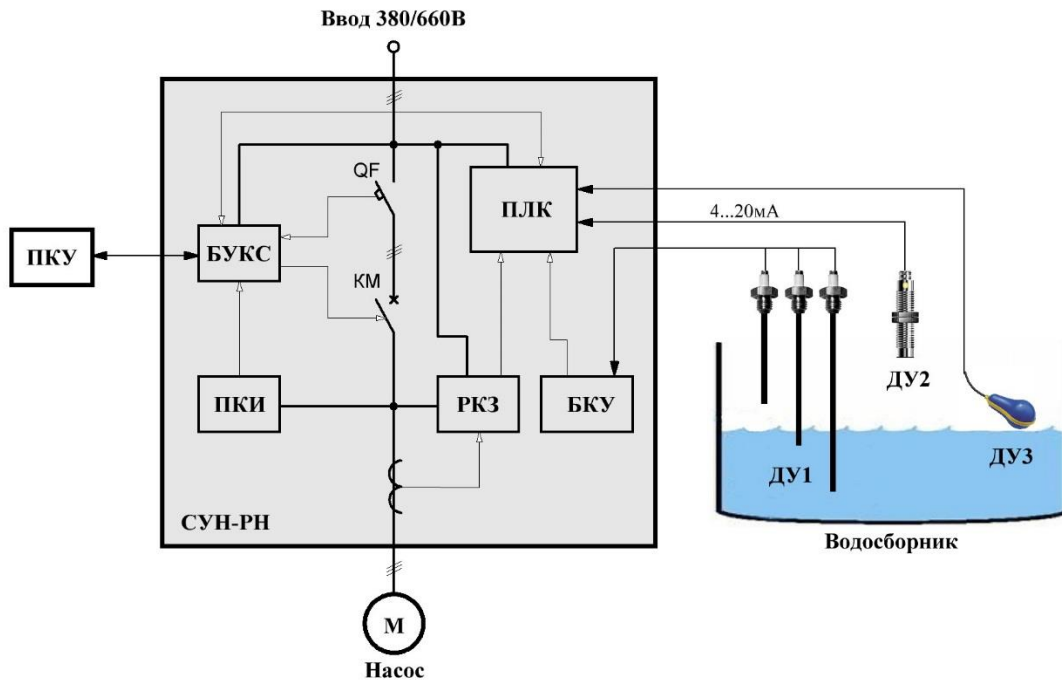 Ввод 380/660В
QF
ПЛК
4...20мА
ПКУ
БУКС
КМ
ДУ2
ПКИ
РКЗ
БКУ
ДУ1
ДУ3
СУН-РН
Водосборник
М
Насос